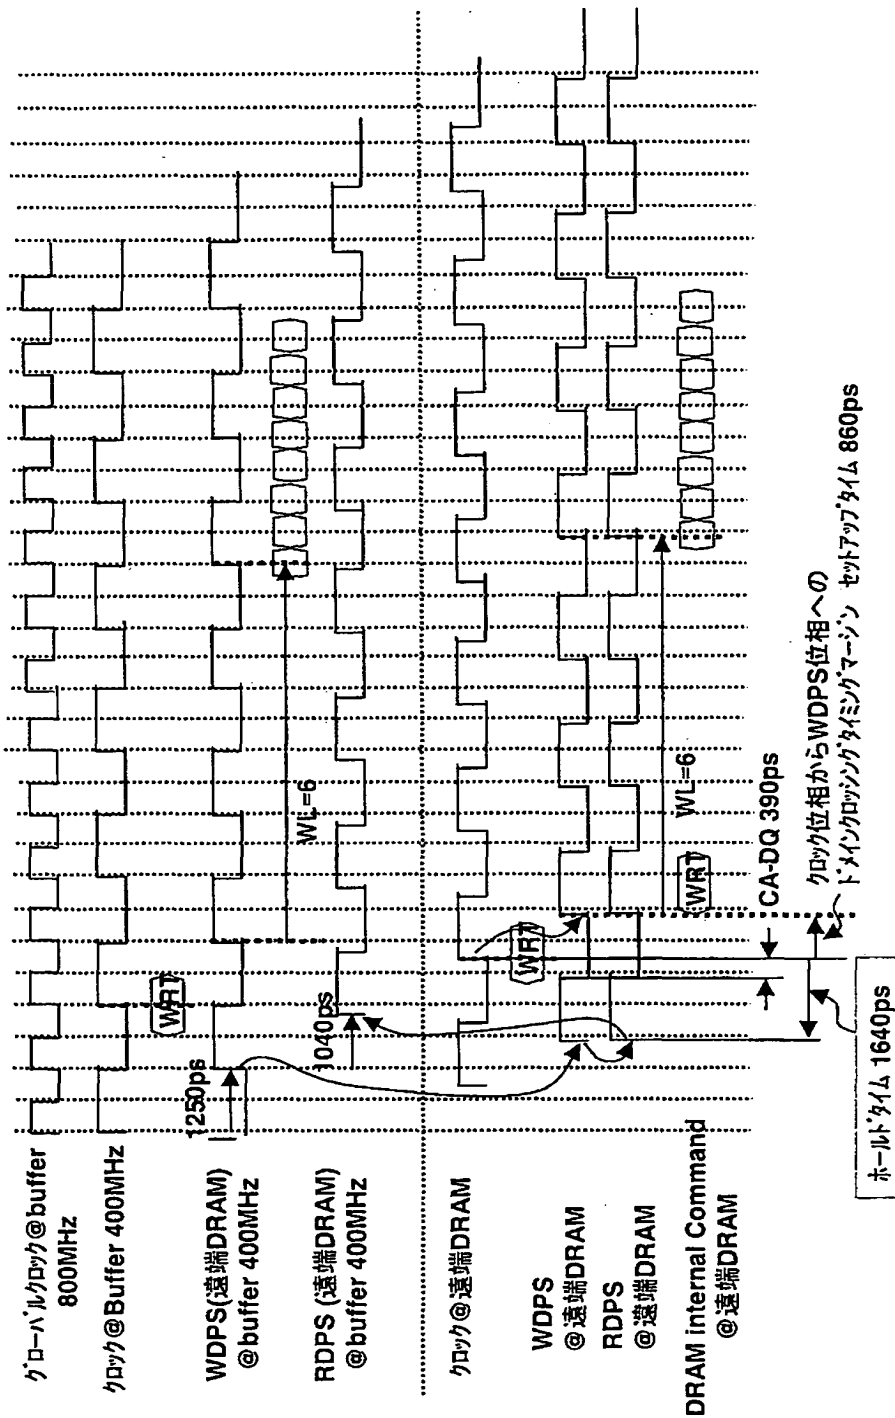 グローバルクロック@buffer
800MHz
クロック@Buffer 400MHz
WRT
1250ps
WDPS(遠端DRAM)
@buffer 400MHz
WL=6
1040ps
RDPS (遠端DRAM)
@buffer 400MHz
クロック@遠端DRAM
WRT
WDPS
@遠端DRAM
RDPS
@遠端DRAM
WL=6
WRT
DRAM internal Command
@遠端DRAM
CA-DQ 390ps
クロック位相からWDPS位相への
ドメインクロッシングタイミングマージン セットアップタイム 860ps
ホールドタイム 1640ps